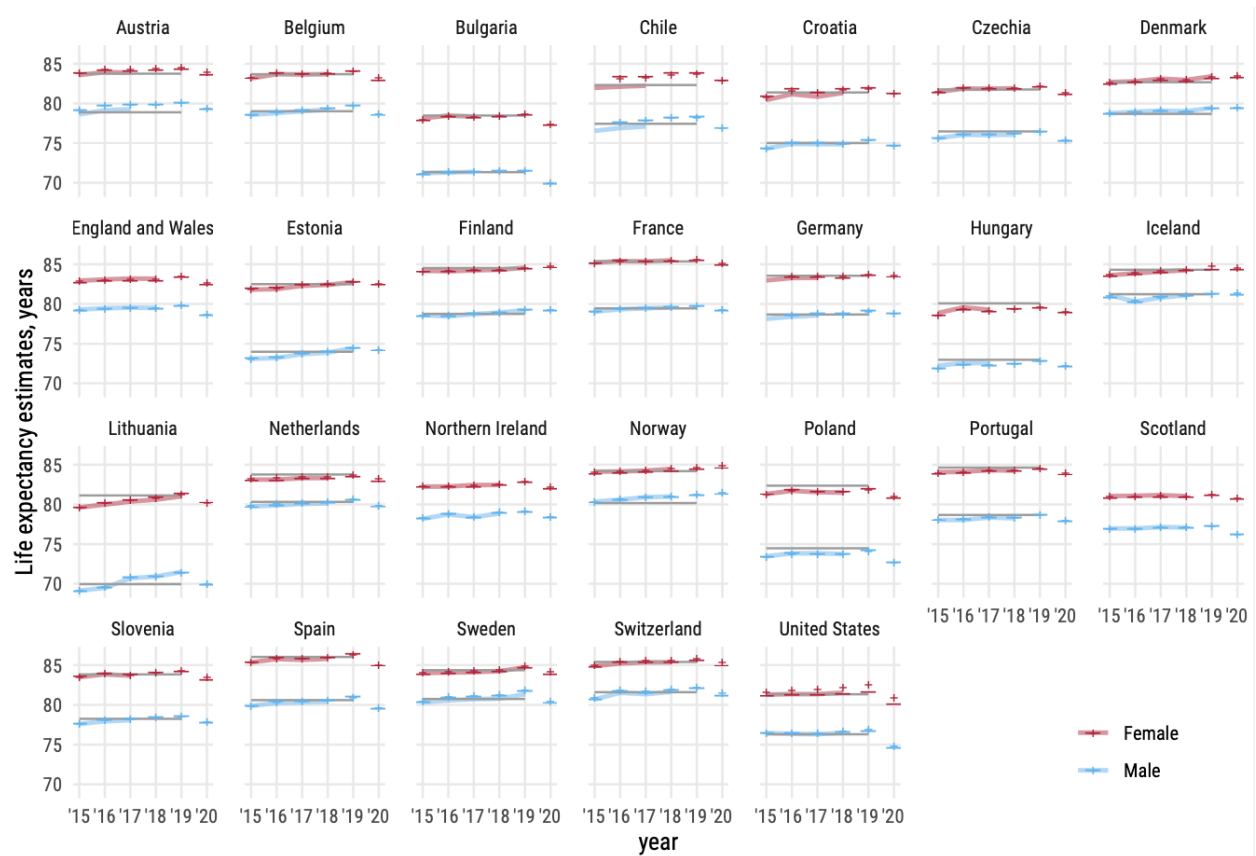 Austria Belgium Bulgaria Chile Croatia Czechia Denmark
85
80
75
70
England and Wales Estonia Finland France Germany Hungary Iceland
85
80
75
70
Lithuania Netherlands Northern Ireland Norway Poland Portugal Scotland
85
80
75
70
'15 '16 '17 '18 '19 '20 '15 '16 '17 '18 '19 '20
Slovenia Spain Sweden Switzerland United States
85
80
75
70
'15 '16 '17 '18 '19 '20 '15 '16 '17 '18 '19 '20 '15 '16 '17 '18 '19 '20 '15 '16 '17 '18 '19 '20 '15 '16 '17 '18 '19 '20
year
Life expectancy estimates, years
Female
Male